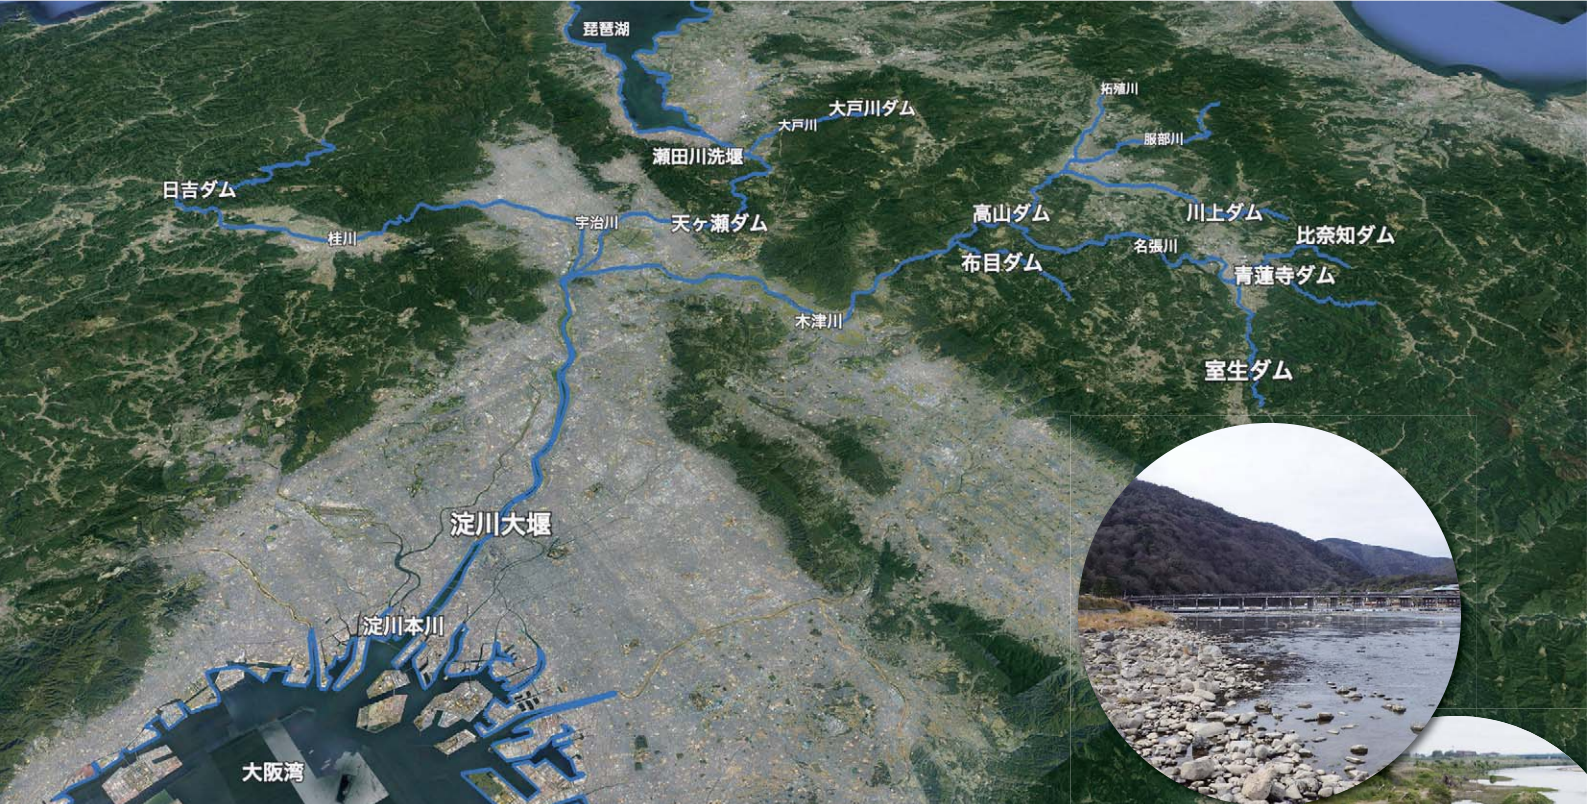 琵琶湖
拓殖川
大戸川ダム
大戸川
服部川
瀬田川洗堰
日吉ダム
高山ダム
川上ダム
宇治川
天ヶ瀬ダム
桂川
比奈知ダム
名張川
布目ダム
青蓮寺ダム
木津川
室生ダム
淀川大堰
淀川本川
大阪湾